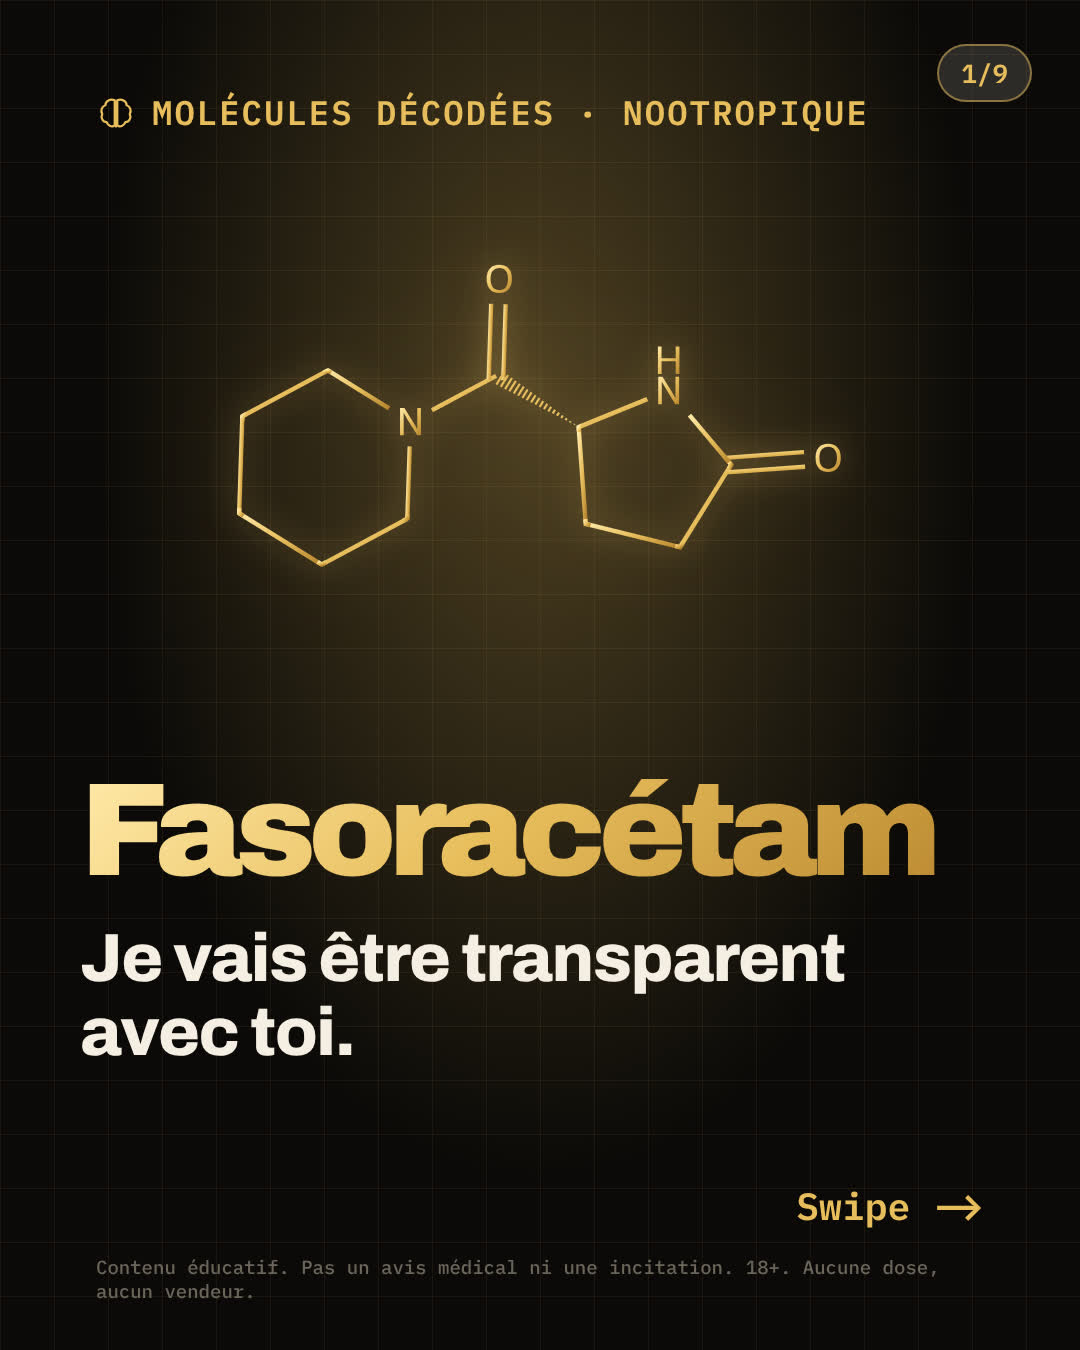 1/9
MOLÉCULES DÉCODÉES · NOOTROPIQUE
O
H
N
N
O
Fasoracétam
Je vais être transparent
avec toi.
Swipe →
Contenu éducatif. Pas un avis médical ni une incitation. 18+. Aucune dose,
aucun vendeur.